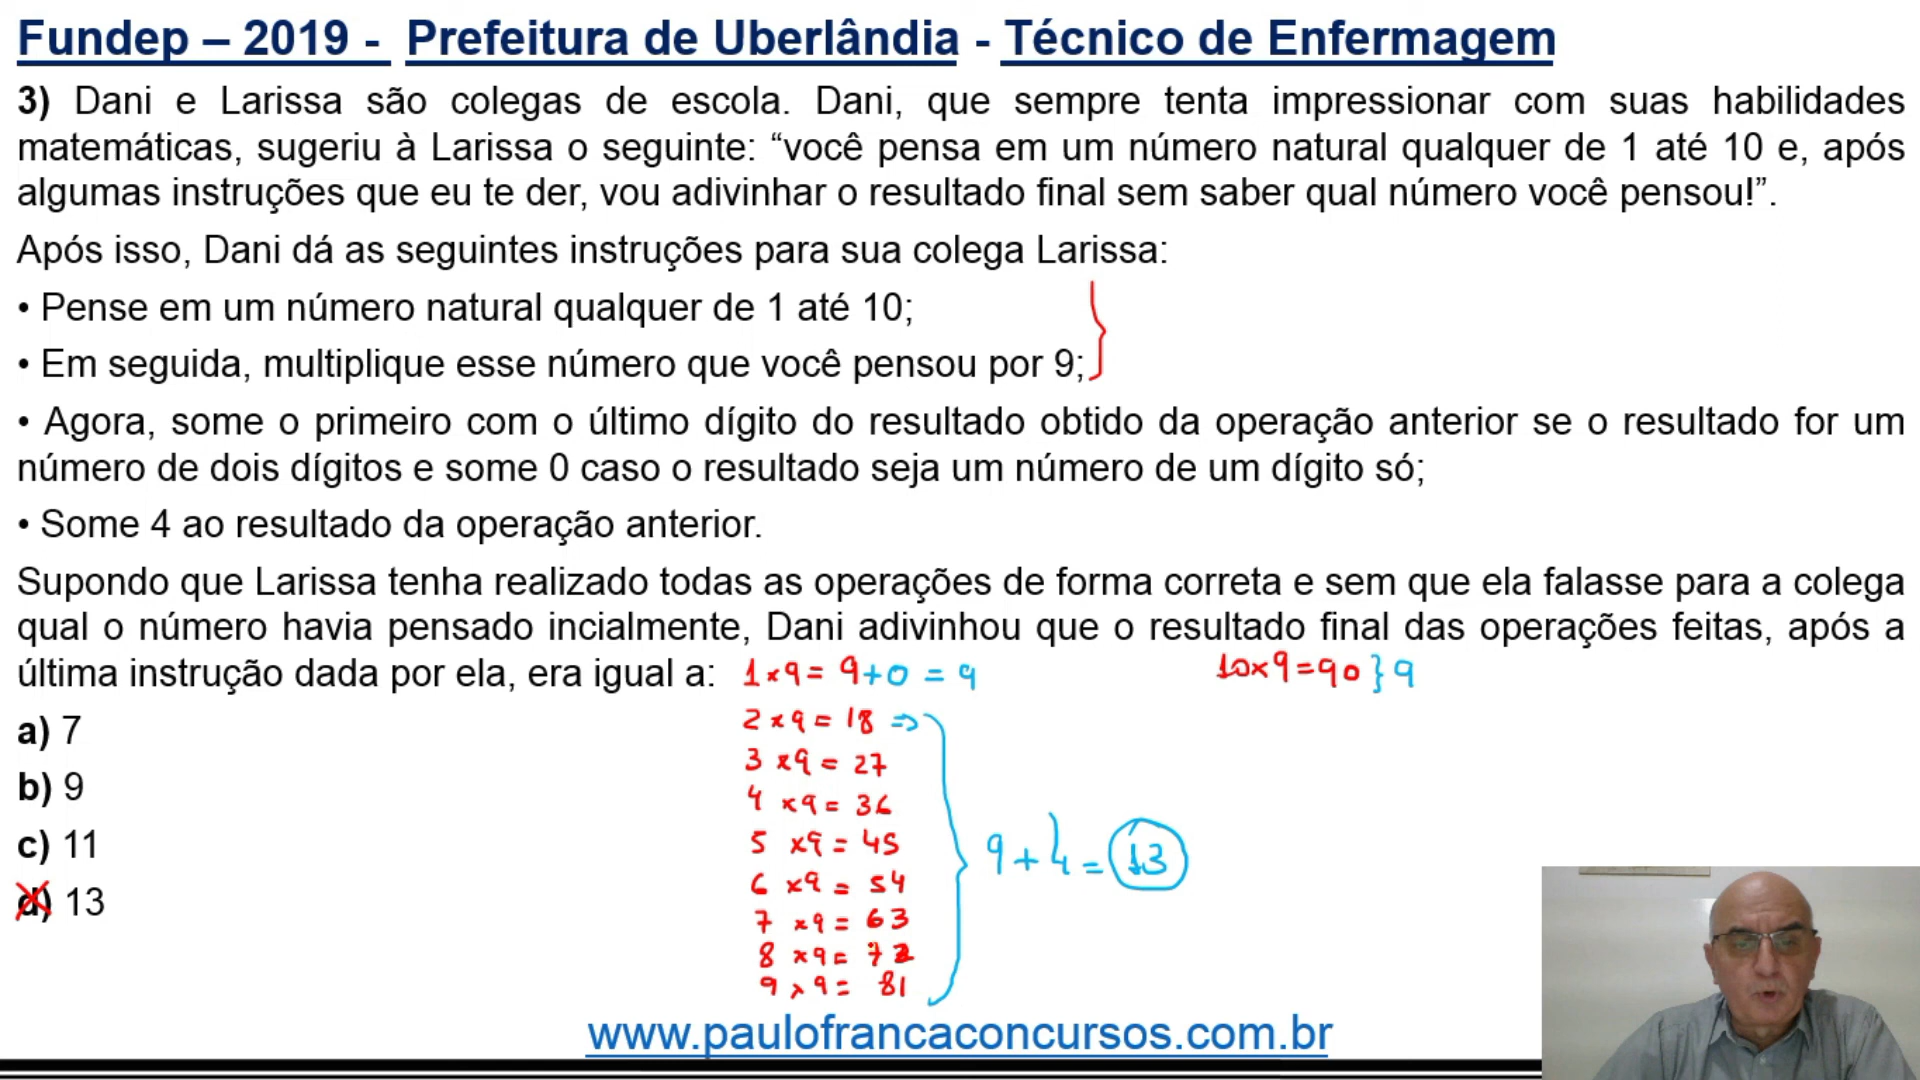 Fundep – 2019 - Prefeitura de Uberlândia - Técnico de Enfermagem
3) Dani e Larissa são colegas de escola. Dani, que sempre tenta impressionar com suas habilidades
matemáticas, sugeriu à Larissa o seguinte: “você pensa em um número natural qualquer de 1 até 10 e, após
algumas instruções que eu te der, vou adivinhar o resultado final sem saber qual número você pensou!”.
Após isso, Dani dá as seguintes instruções para sua colega Larissa:
• Pense em um número natural qualquer de 1 até 10;
• Em seguida, multiplique esse número que você pensou por 9;
• Agora, some o primeiro com o último dígito do resultado obtido da operação anterior se o resultado for um
número de dois dígitos e some 0 caso o resultado seja um número de um dígito só;
• Some 4 ao resultado da operação anterior.
Supondo que Larissa tenha realizado todas as operações de forma correta e sem que ela falasse para a colega
qual o número havia pensado incialmente, Dani adivinhou que o resultado final das operações feitas, após a
última instrução dada por ela, era igual a: 1 x 9 = 9 + 0 = 9 10 x 9 = 90 } 9
a) 7
b) 9
c) 11
d) 13
2 x 9 = 18 ⇒
3 x 9 = 27
4 x 9 = 36
5 x 9 = 45
6 x 9 = 54
7 x 9 = 63
8 x 9 = 72
9 x 9 = 81
9 + 4 = 13
www.paulofrancaconcursos.com.br